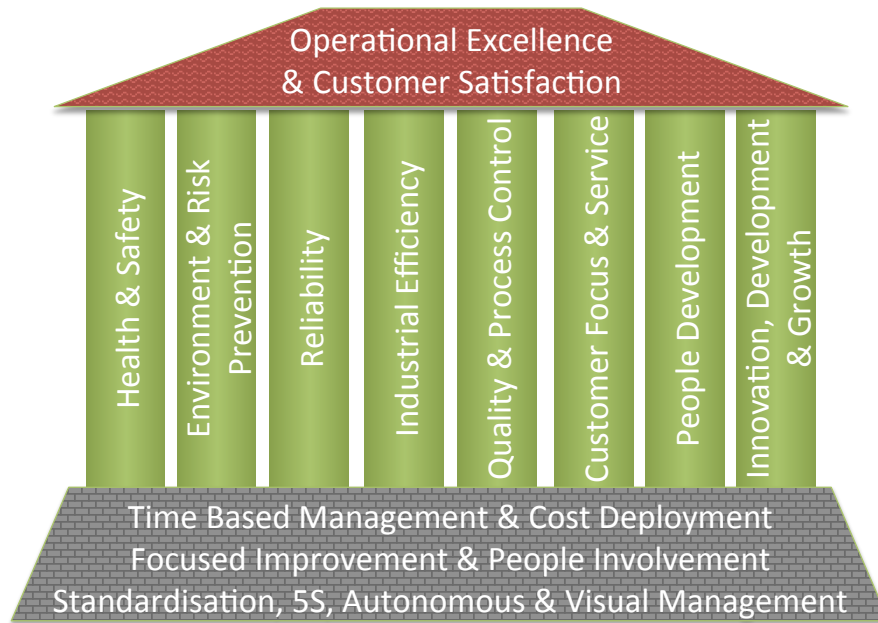 Operational Excellence
& Customer Satisfaction
Health & Safety
Environment & Risk
Prevention
Reliability
Industrial Efficiency
Quality & Process Control
Customer Focus & Service
People Development
Innovation, Development
& Growth
Time Based Management & Cost Deployment
Focused Improvement & People Involvement
Standardisation, 5S, Autonomous & Visual Management